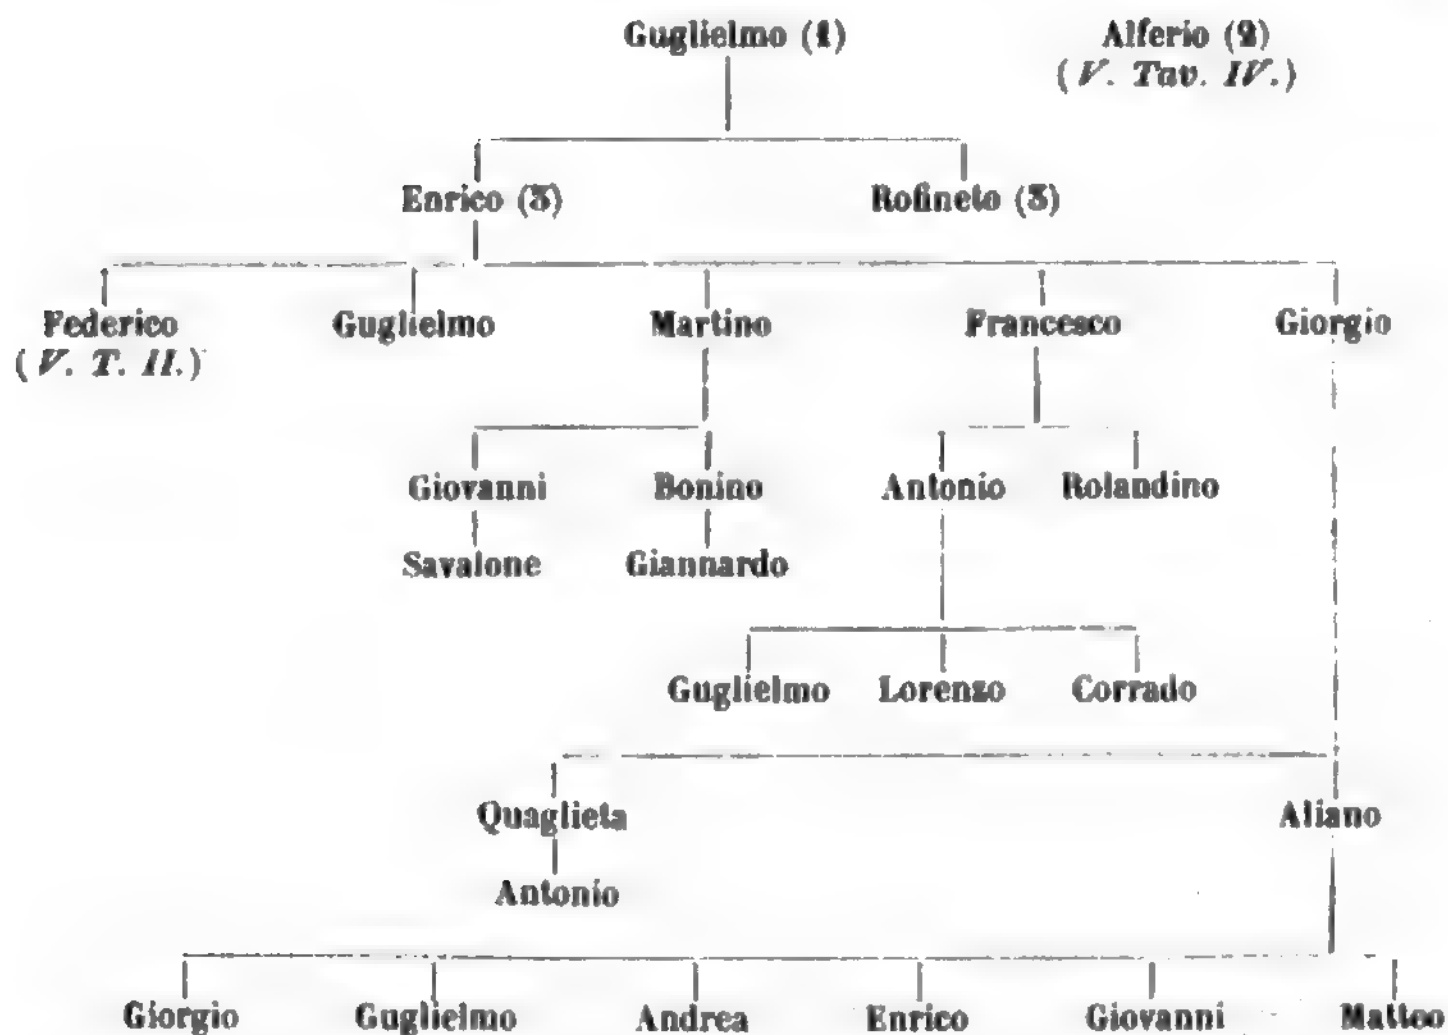 Guglielmo (1) Alferio (2)
(V. Tav. IV.)
Enrico (3) Rofineto (3)
Federico Guglielmo Martino Francesco Giorgio
(V. T. II.)
Giovanni Bonino Antonio Rolandino
Savalone Giannardo
Guglielmo Lorenzo Corrado
Quaglieta Aliano
Antonio
Giorgio Guglielmo Andrea Enrico Giovanni Matteo